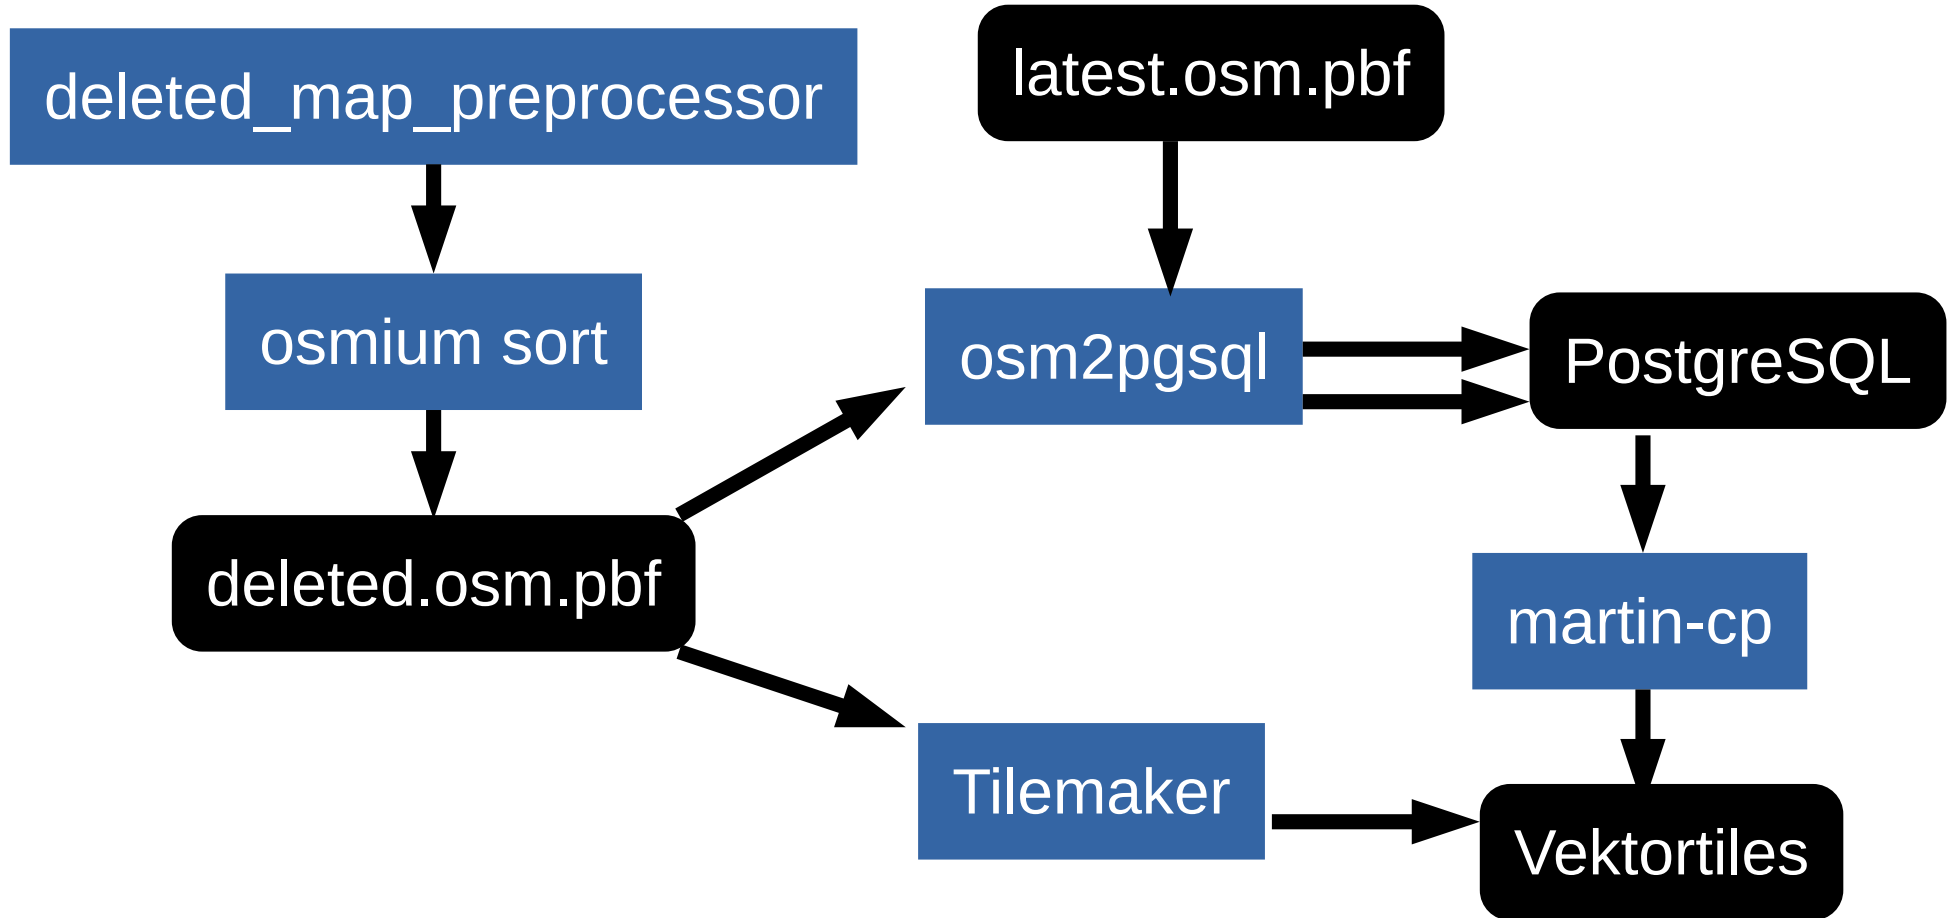 deleted_map_preprocessor
latest.osm.pbf
osmium sort
osm2pgsql
PostgreSQL
deleted.osm.pbf
martin-cp
Tilemaker
Vektortiles